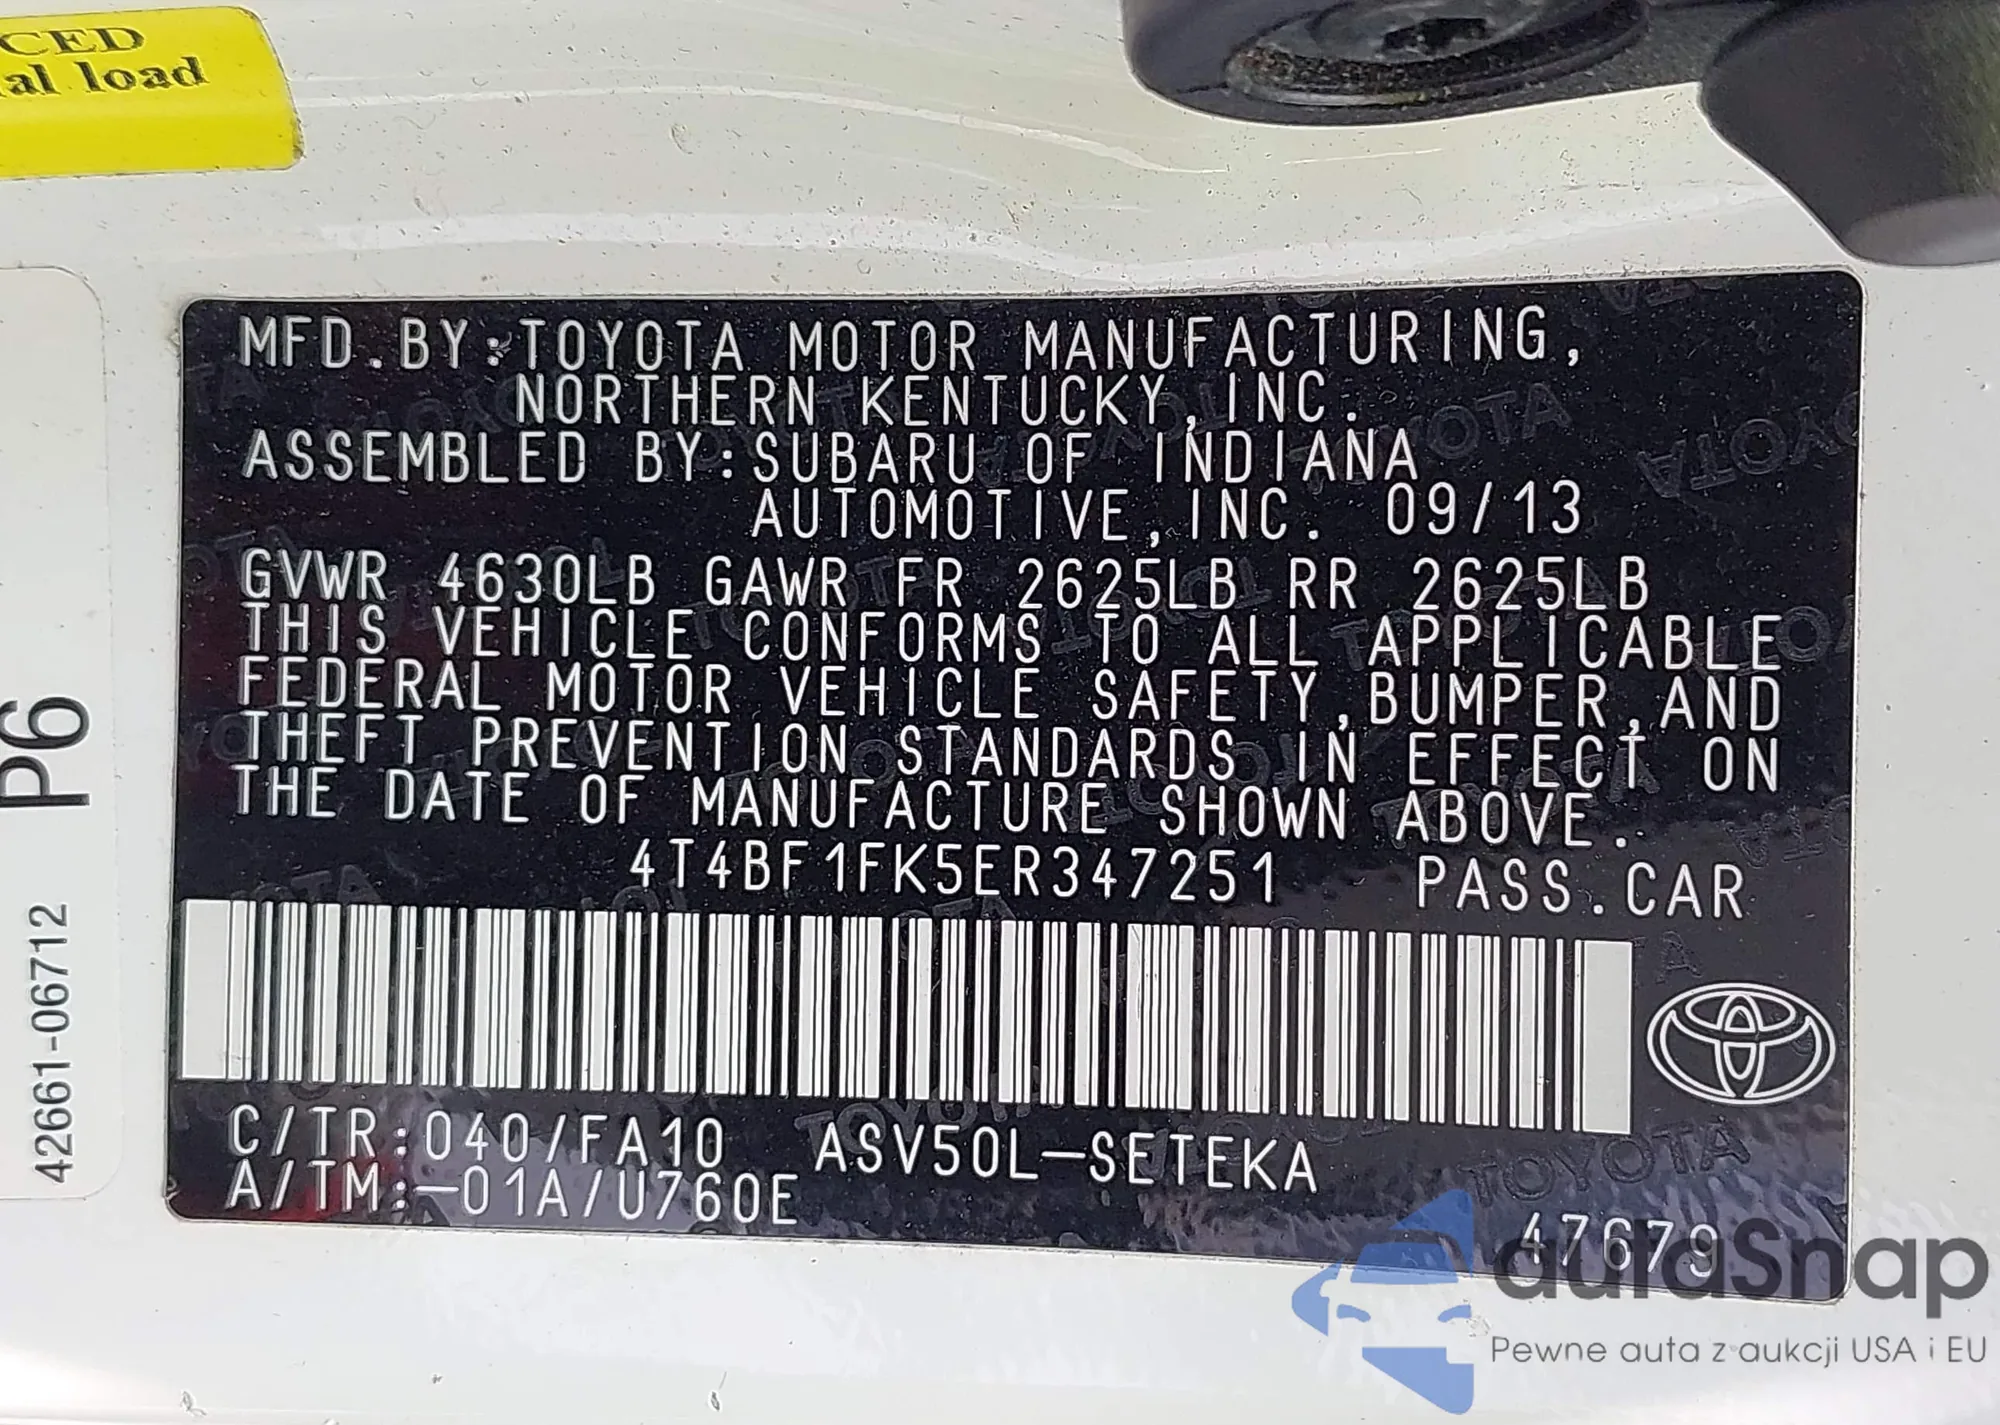 CED
al load
MFD.BY:TOYOTA MOTOR MANUFACTURING,
NORTHERN KENTUCKY,INC.
ASSEMBLED BY:SUBARU OF INDIANA
AUTOMOTIVE,INC. 09/13
GVWR 4630LB GAWR FR 2625LB RR 2625LB
THIS VEHICLE CONFORMS TO ALL APPLICABLE
FEDERAL MOTOR VEHICLE SAFETY,BUMPER,AND
THEFT PREVENTION STANDARDS IN EFFECT ON
THE DATE OF MANUFACTURE SHOWN ABOVE.
4T4BF1FK5ER347251 PASS.CAR
C/TR:040/FA10 ASV50L-SETEKA
A/TM:-01A/U760E
47679
P6
42661-06712
autoSnap
Pewne auta z aukcji USA i EU